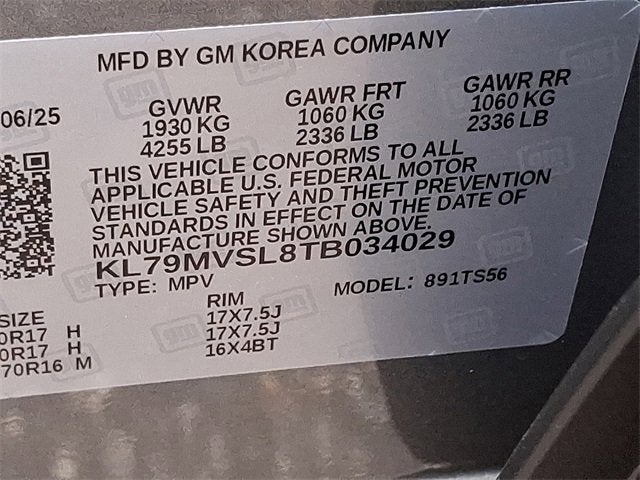 MFD BY GM KOREA COMPANY
06/25 GVWR GAWR FRT GAWR RR
1930 KG 1060 KG 1060 KG
4255 LB 2336 LB 2336 LB
THIS VEHICLE CONFORMS TO ALL
APPLICABLE U.S. FEDERAL MOTOR
VEHICLE SAFETY AND THEFT PREVENTION
STANDARDS IN EFFECT ON THE DATE OF
MANUFACTURE SHOWN ABOVE.
KL79MVSL8TB034029
TYPE: MPV MODEL: 891TS56
SIZE RIM
0R17 H 17X7.5J
0R17 H 17X7.5J
70R16 M 16X4BT